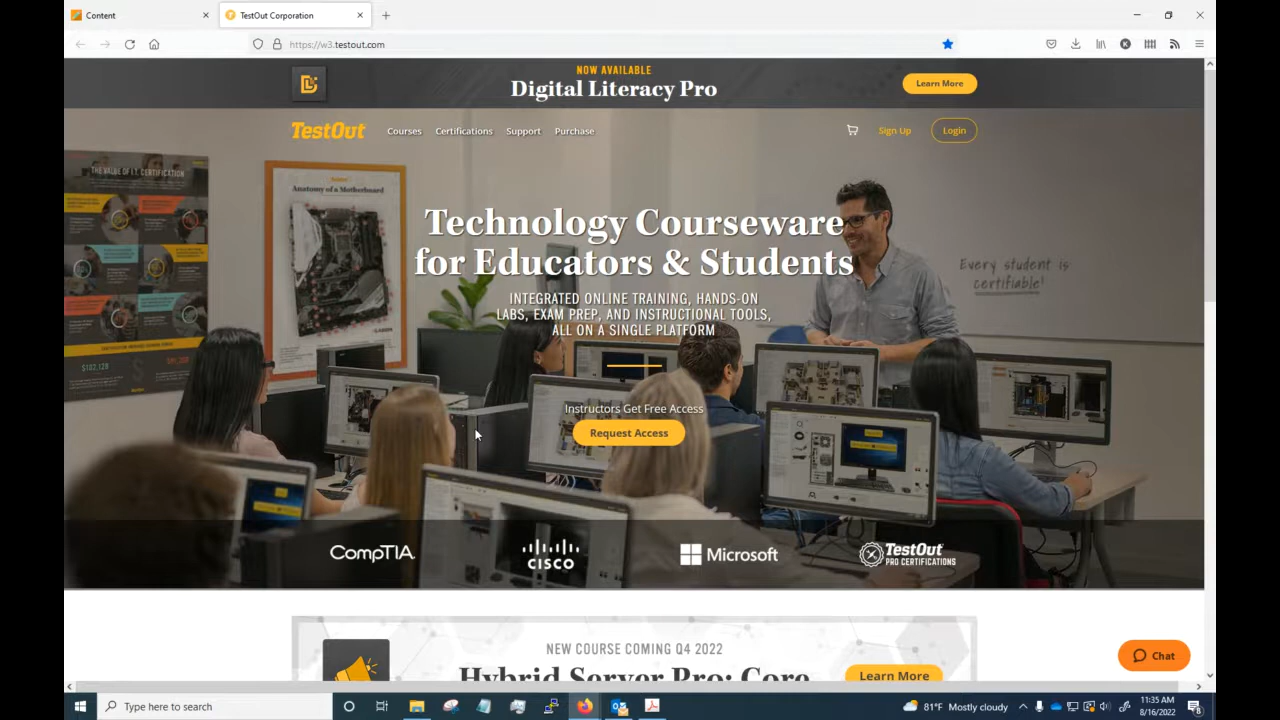 Content
TestOut Corporation
https://w3.testout.com
NOW AVAILABLE
Digital Literacy Pro
Learn More
TestOut
Courses
Certifications
Support
Purchase
Sign Up
Login
THE VALUE OF I.T. CERTIFICATION
Anatomy of a Motherboard
Technology Courseware
for Educators & Students
Every student is
certifiable!
INTEGRATED ONLINE TRAINING, HANDS-ON
LABS, EXAM PREP, AND INSTRUCTIONAL TOOLS,
ALL ON A SINGLE PLATFORM
Instructors Get Free Access
Request Access
CompTIA
CISCO
Microsoft
TestOut
PRO CERTIFICATIONS
NEW COURSE COMING Q4 2022
Hybrid Server Pro: Core
Learn More
Chat
Type here to search
81°F Mostly cloudy
11:35 AM
8/16/2022